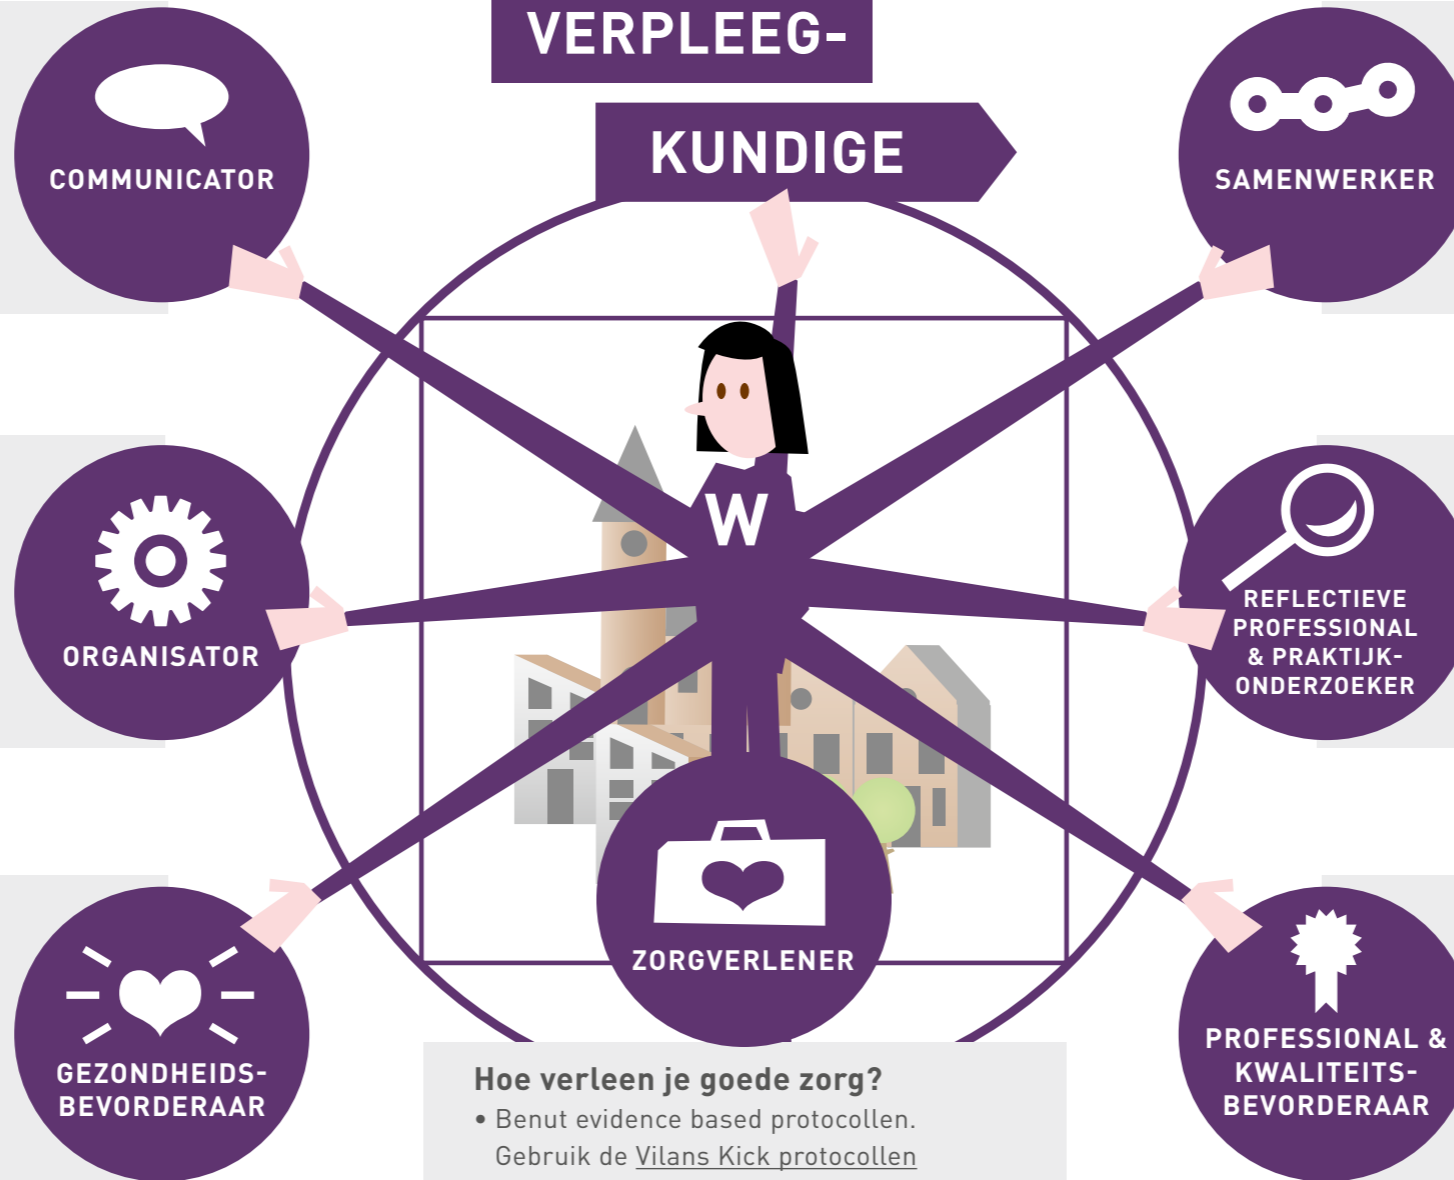 VERPLEEG-
KUNDIGE
COMMUNICATOR
SAMENWERKER
W
ORGANISATOR
REFLECTIEVE
PROFESSIONAL
& PRAKTIJK-
ONDERZOEKER
ZORGVERLENER
GEZONDHEIDS-
BEVORDERAAR
PROFESSIONAL &
KWALITEITS-
BEVORDERAAR
Hoe verleen je goede zorg?
• Benut evidence based protocollen.
Gebruik de Vilans Kick protocollen